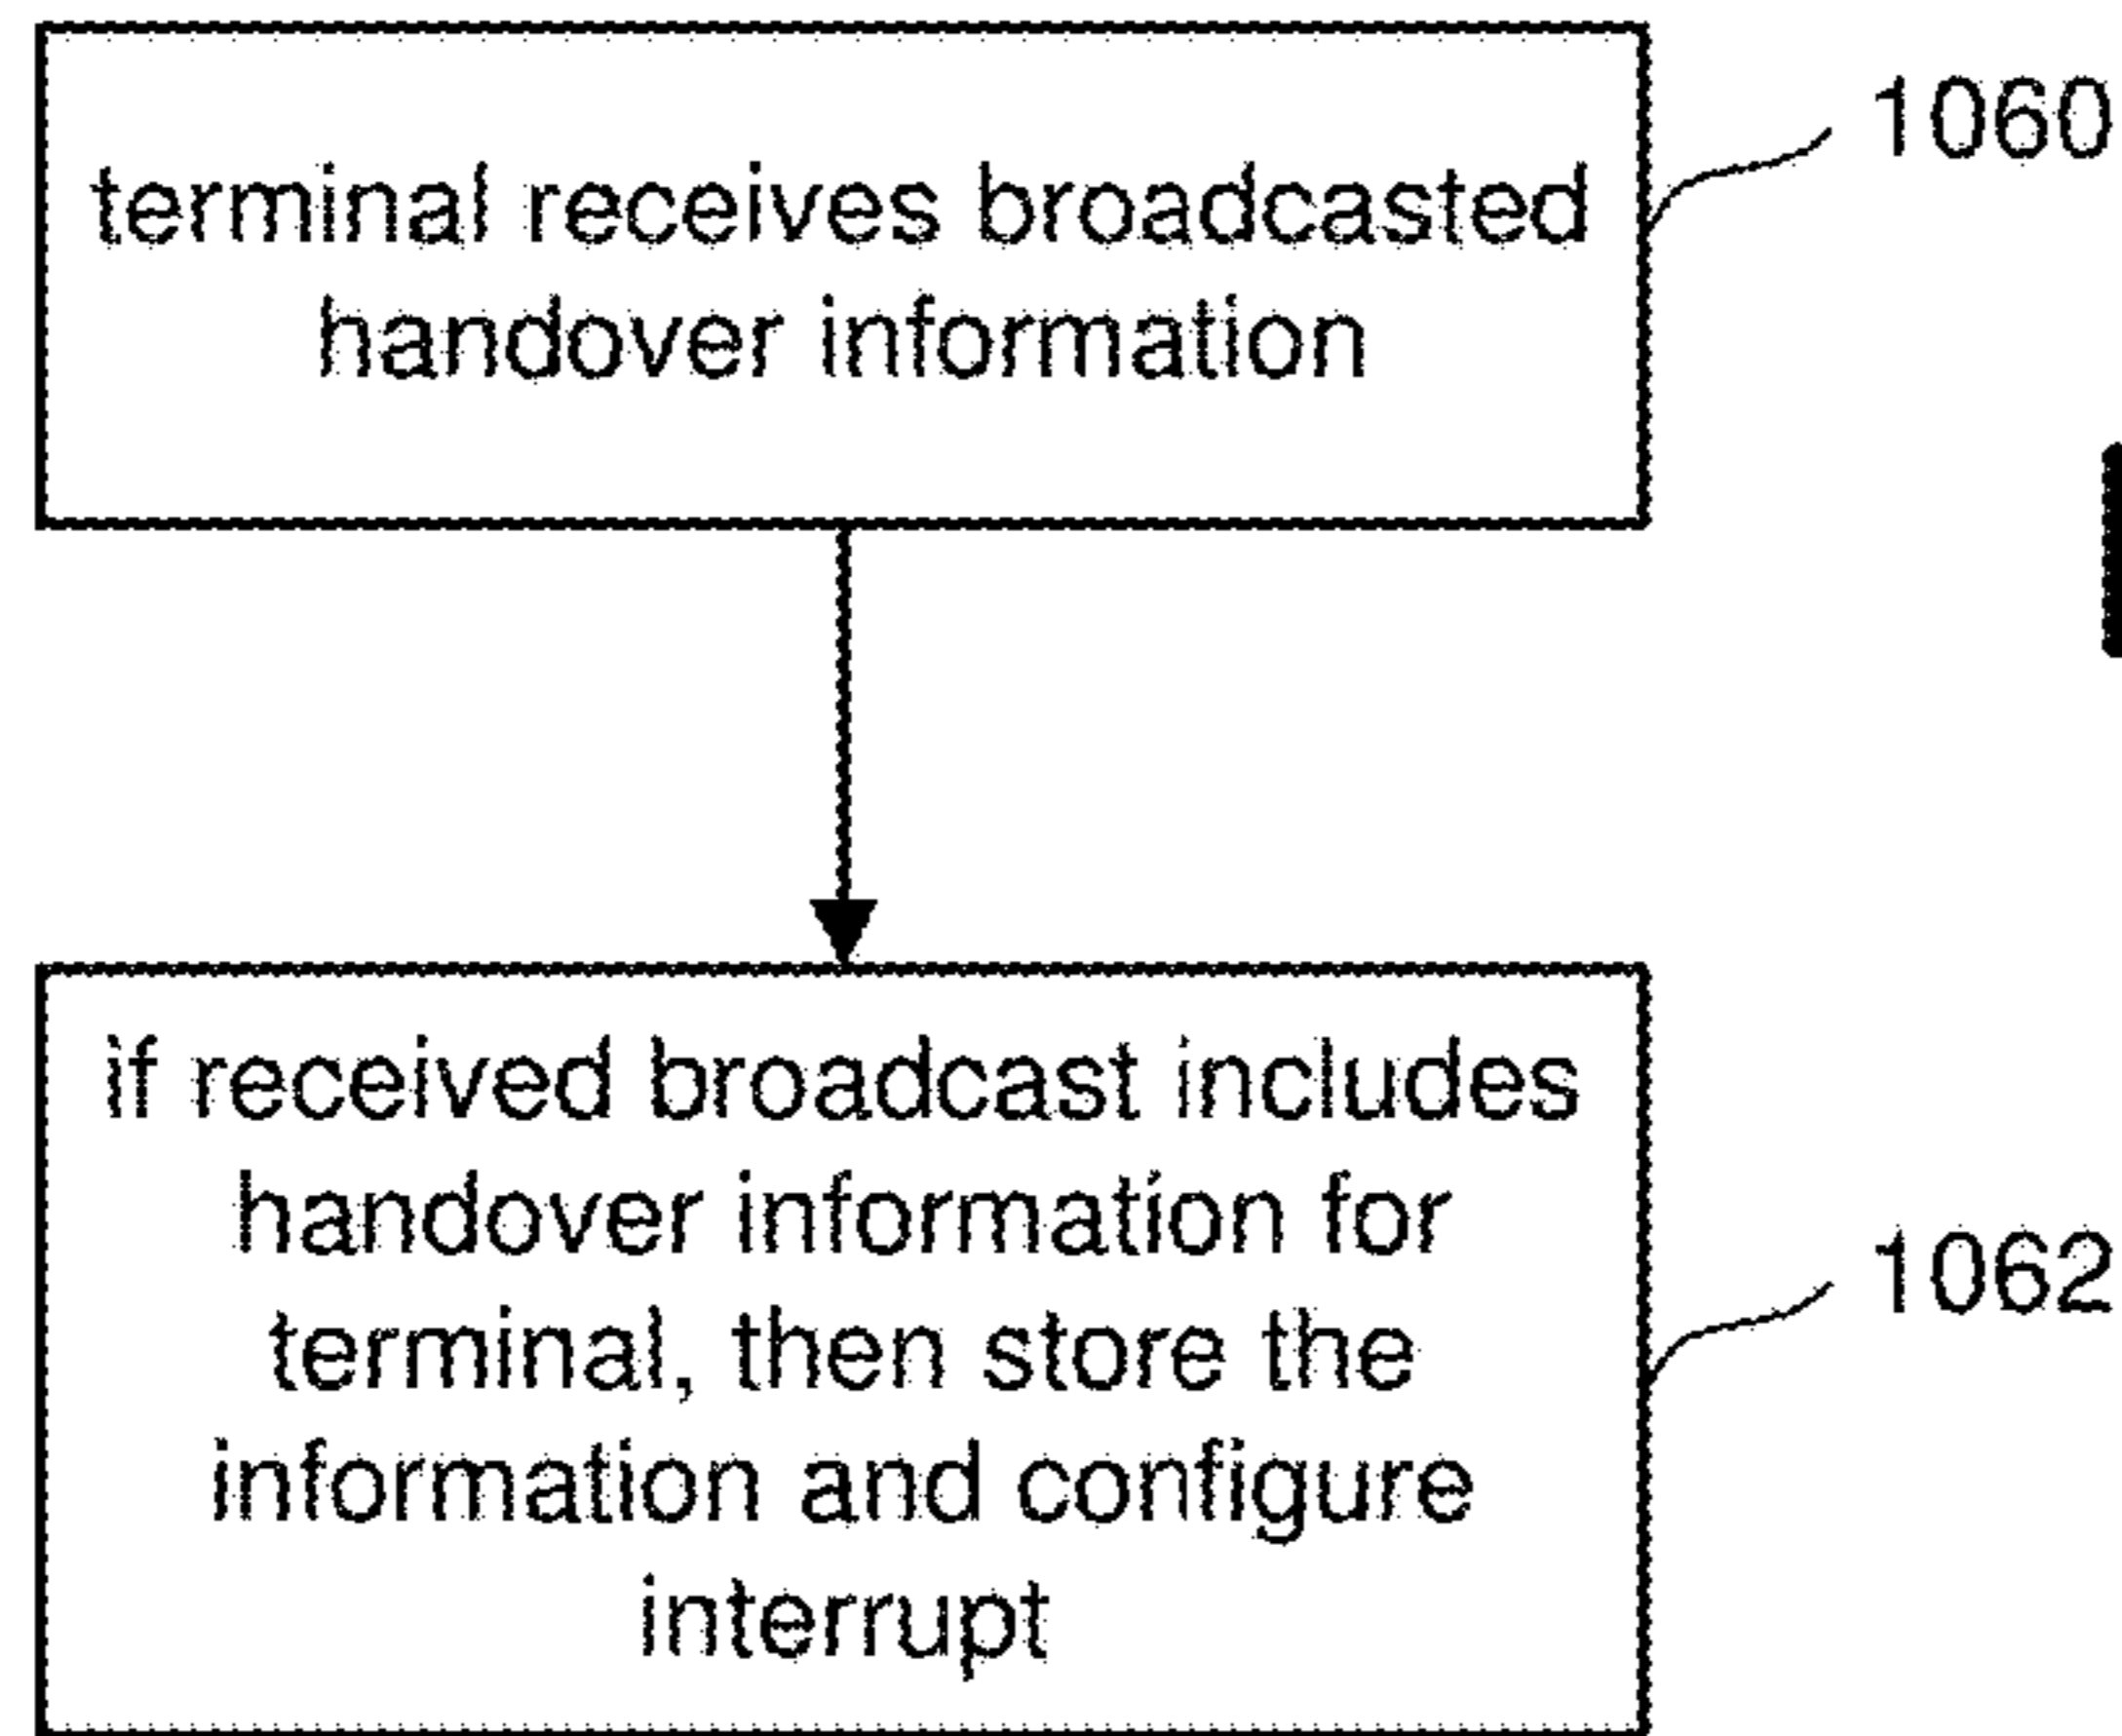 terminal receives broadcasted
handover information
1060
if received broadcast includes
handover information for
terminal, then store the
information and configure
interrupt
1062